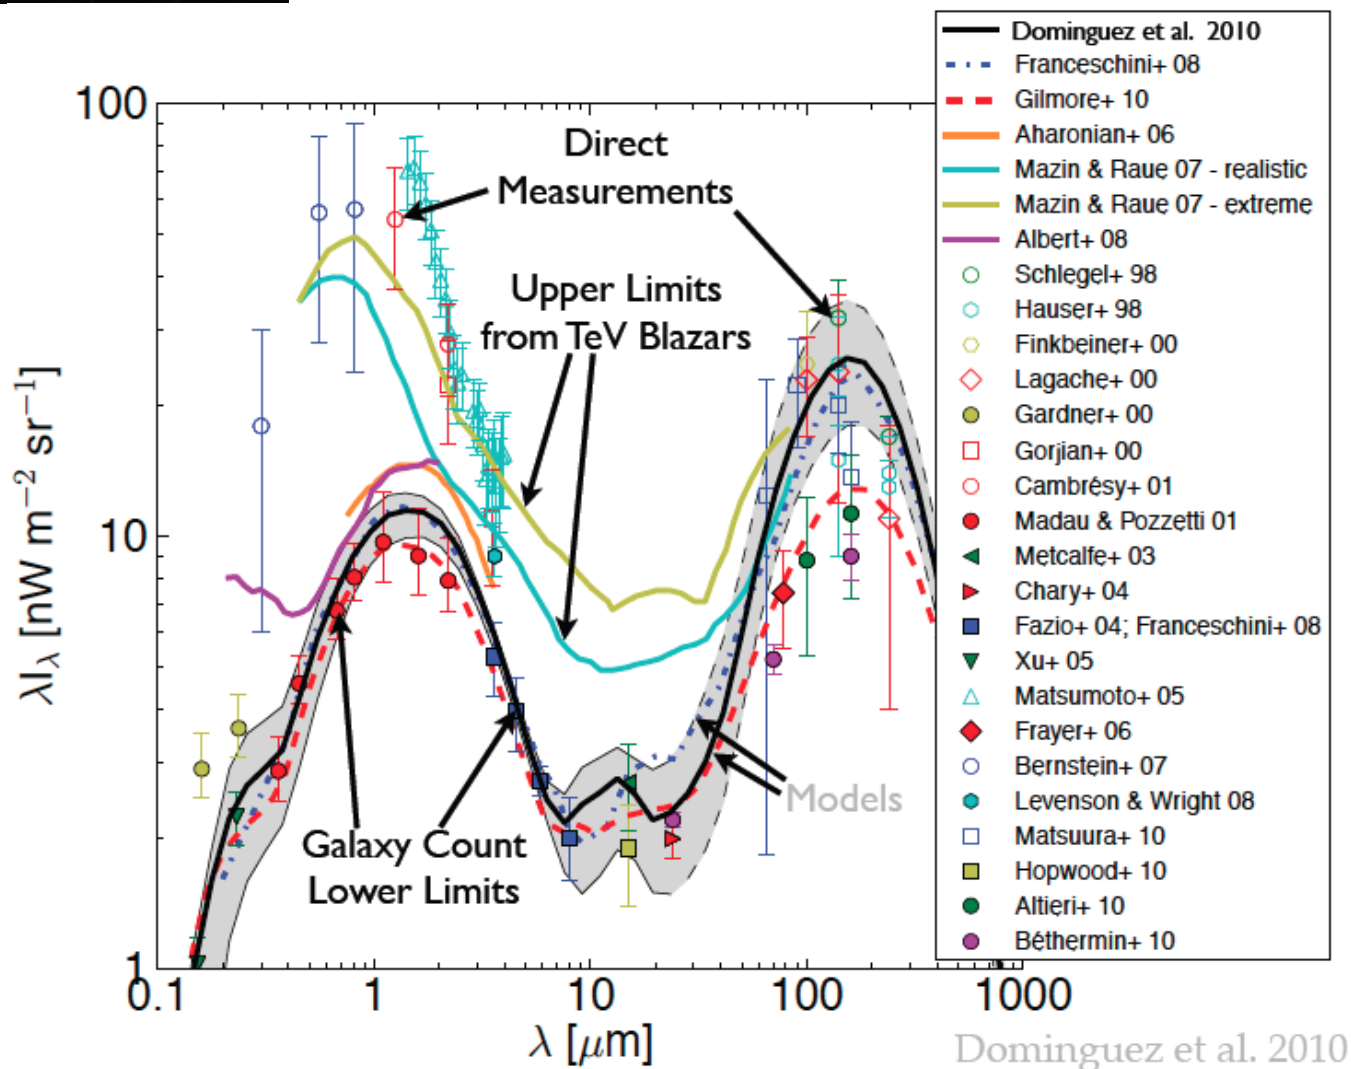 100
10
1
0.1
1
10
100
1000
λI_λ [nW m⁻² sr⁻¹]
λ [μm]
Direct
Measurements
Upper Limits
from TeV Blazars
Galaxy Count
Lower Limits
Models
Dominguez et al. 2010
Franceschini+ 08
Gilmore+ 10
Aharonian+ 06
Mazin & Raue 07 - realistic
Mazin & Raue 07 - extreme
Albert+ 08
Schlegel+ 98
Hauser+ 98
Finkbeiner+ 00
Lagache+ 00
Gardner+ 00
Gorjian+ 00
Cambrésy+ 01
Madau & Pozzetti 01
Metcalfe+ 03
Chary+ 04
Fazio+ 04; Franceschini+ 08
Xu+ 05
Matsumoto+ 05
Frayer+ 06
Bernstein+ 07
Levenson & Wright 08
Matsuura+ 10
Hopwood+ 10
Altieri+ 10
Béthermin+ 10
Dominguez et al. 2010